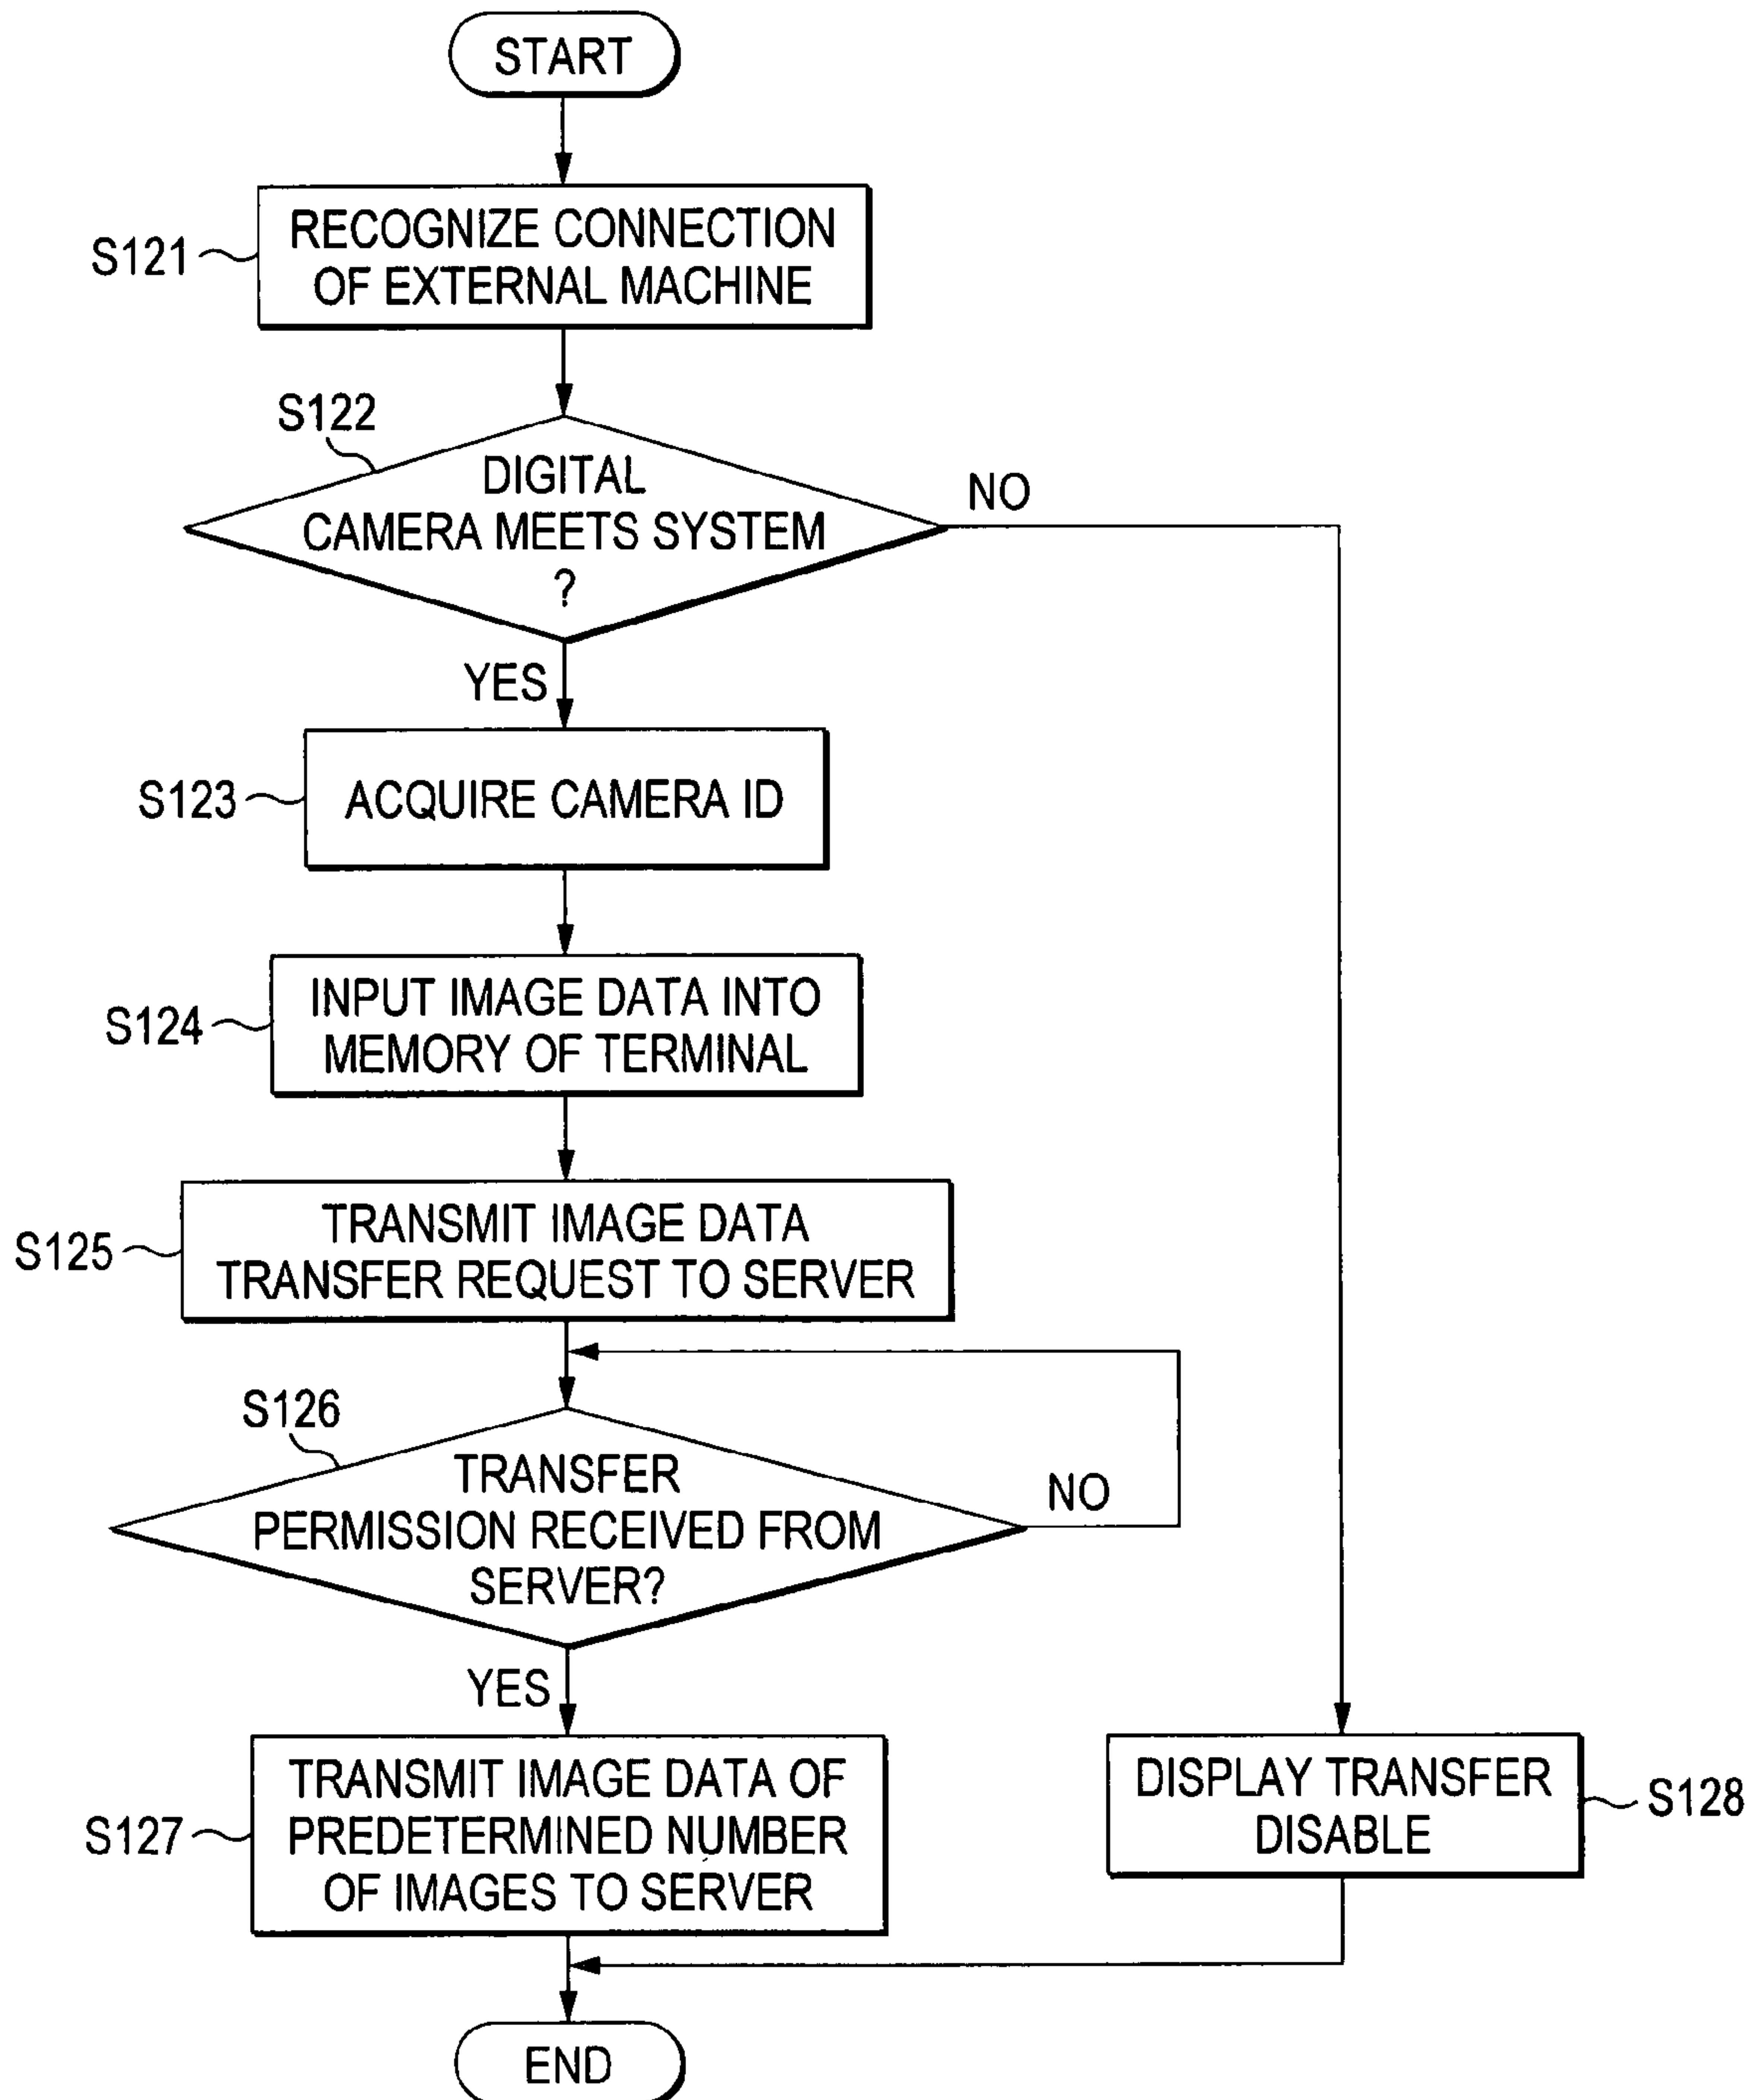 START
S121
RECOGNIZE CONNECTION
OF EXTERNAL MACHINE
S122
DIGITAL
CAMERA MEETS SYSTEM
?
NO
YES
S123
ACQUIRE CAMERA ID
S124
INPUT IMAGE DATA INTO
MEMORY OF TERMINAL
S125
TRANSMIT IMAGE DATA
TRANSFER REQUEST TO SERVER
S126
TRANSFER
PERMISSION RECEIVED FROM
SERVER?
NO
YES
S127
TRANSMIT IMAGE DATA OF
PREDETERMINED NUMBER
OF IMAGES TO SERVER
DISPLAY TRANSFER
DISABLE
S128
END